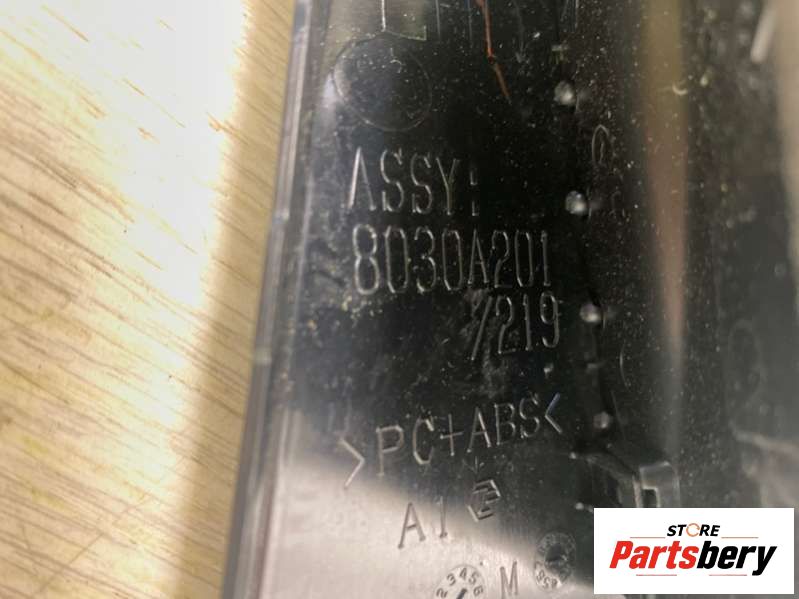 ASSY:
8030A201
/219
>PC+ABS<
A1
M
STORE
Partsbery